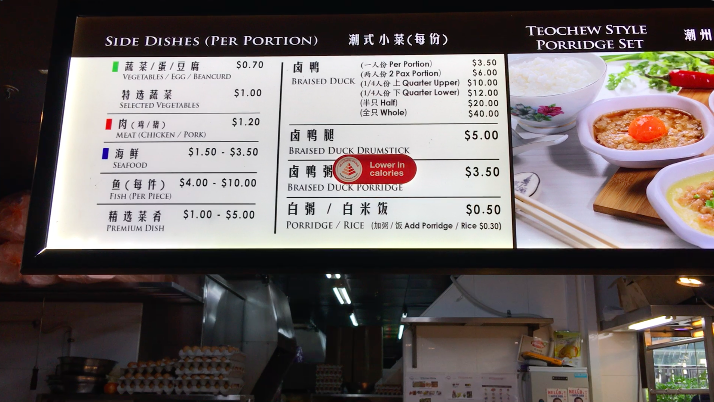 SIDE DISHES (PER PORTION) 潮式小菜(每份)
蔬菜/蛋/豆腐 $0.70
VEGETABLES / EGG / BEANCURD
特选蔬菜 $1.00
SELECTED VEGETABLES
肉(鸡/猪) $1.20
MEAT (CHICKEN / PORK)
海鲜 $1.50 - $3.50
SEAFOOD
鱼(每件) $4.00 - $10.00
FISH (PER PIECE)
精选菜肴 $1.00 - $5.00
PREMIUM DISH
卤鸭
BRAISED DUCK
(一人份 Per Portion) $3.50
(两人份 2 Pax Portion) $6.00
(1/4人份 上 Quarter Upper) $10.00
(1/4人份 下 Quarter Lower) $12.00
(半只 Half) $20.00
(全只 Whole) $40.00
卤鸭腿 $5.00
BRAISED DUCK DRUMSTICK
卤鸭粥 $3.50
BRAISED DUCK PORRIDGE
Lower in
calories
白粥 / 白米饭 $0.50
PORRIDGE / RICE (加粥/饭 Add Porridge / Rice $0.30)
TEOCHEW STYLE
PORRIDGE SET
潮州